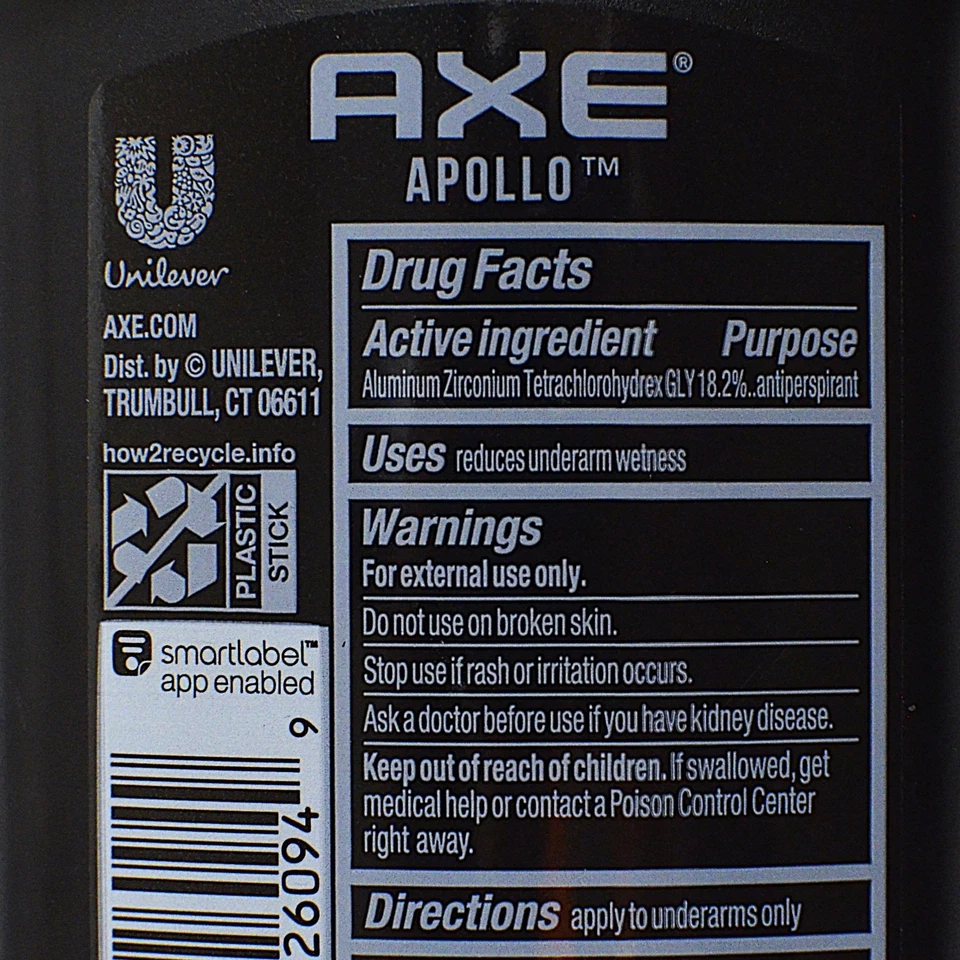 AXE®
APOLLO™
Unilever
AXE.COM
Dist. by © UNILEVER,
TRUMBULL, CT 06611
how2recycle.info
PLASTIC
STICK
smartlabel™
app enabled
9
26094
Drug Facts
Active ingredient Purpose
Aluminum Zirconium Tetrachlorohydrex GLY 18.2%..antiperspirant
Uses reduces underarm wetness
Warnings
For external use only.
Do not use on broken skin.
Stop use if rash or irritation occurs.
Ask a doctor before use if you have kidney disease.
Keep out of reach of children. If swallowed, get
medical help or contact a Poison Control Center
right away.
Directions apply to underarms only